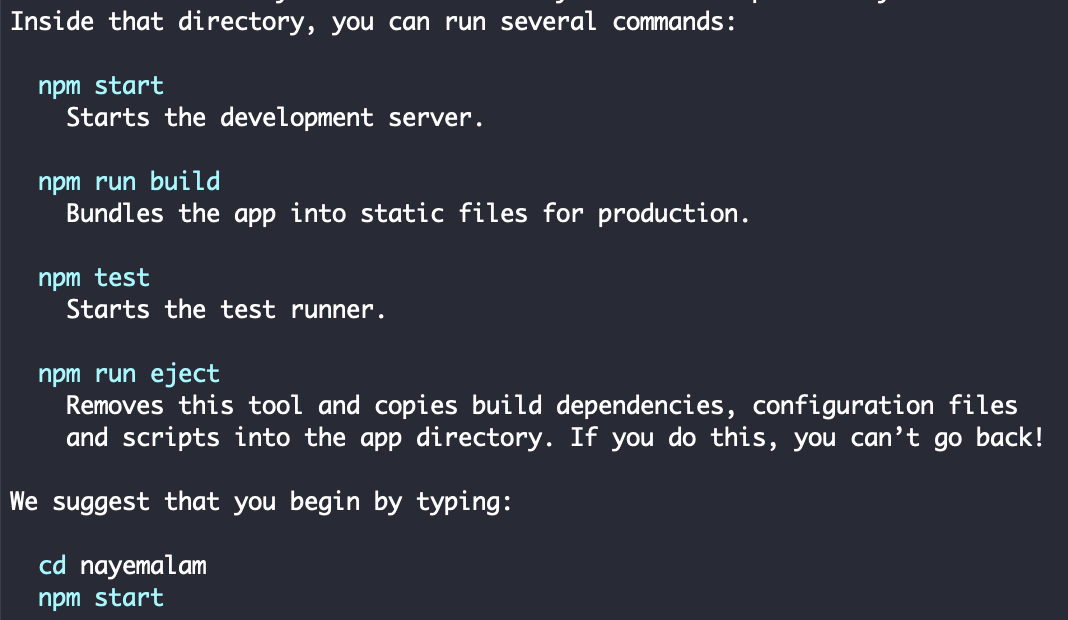 Inside that directory, you can run several commands:
npm start
Starts the development server.
npm run build
Bundles the app into static files for production.
npm test
Starts the test runner.
npm run eject
Removes this tool and copies build dependencies, configuration files
and scripts into the app directory. If you do this, you can’t go back!
We suggest that you begin by typing:
cd nayemalam
npm start